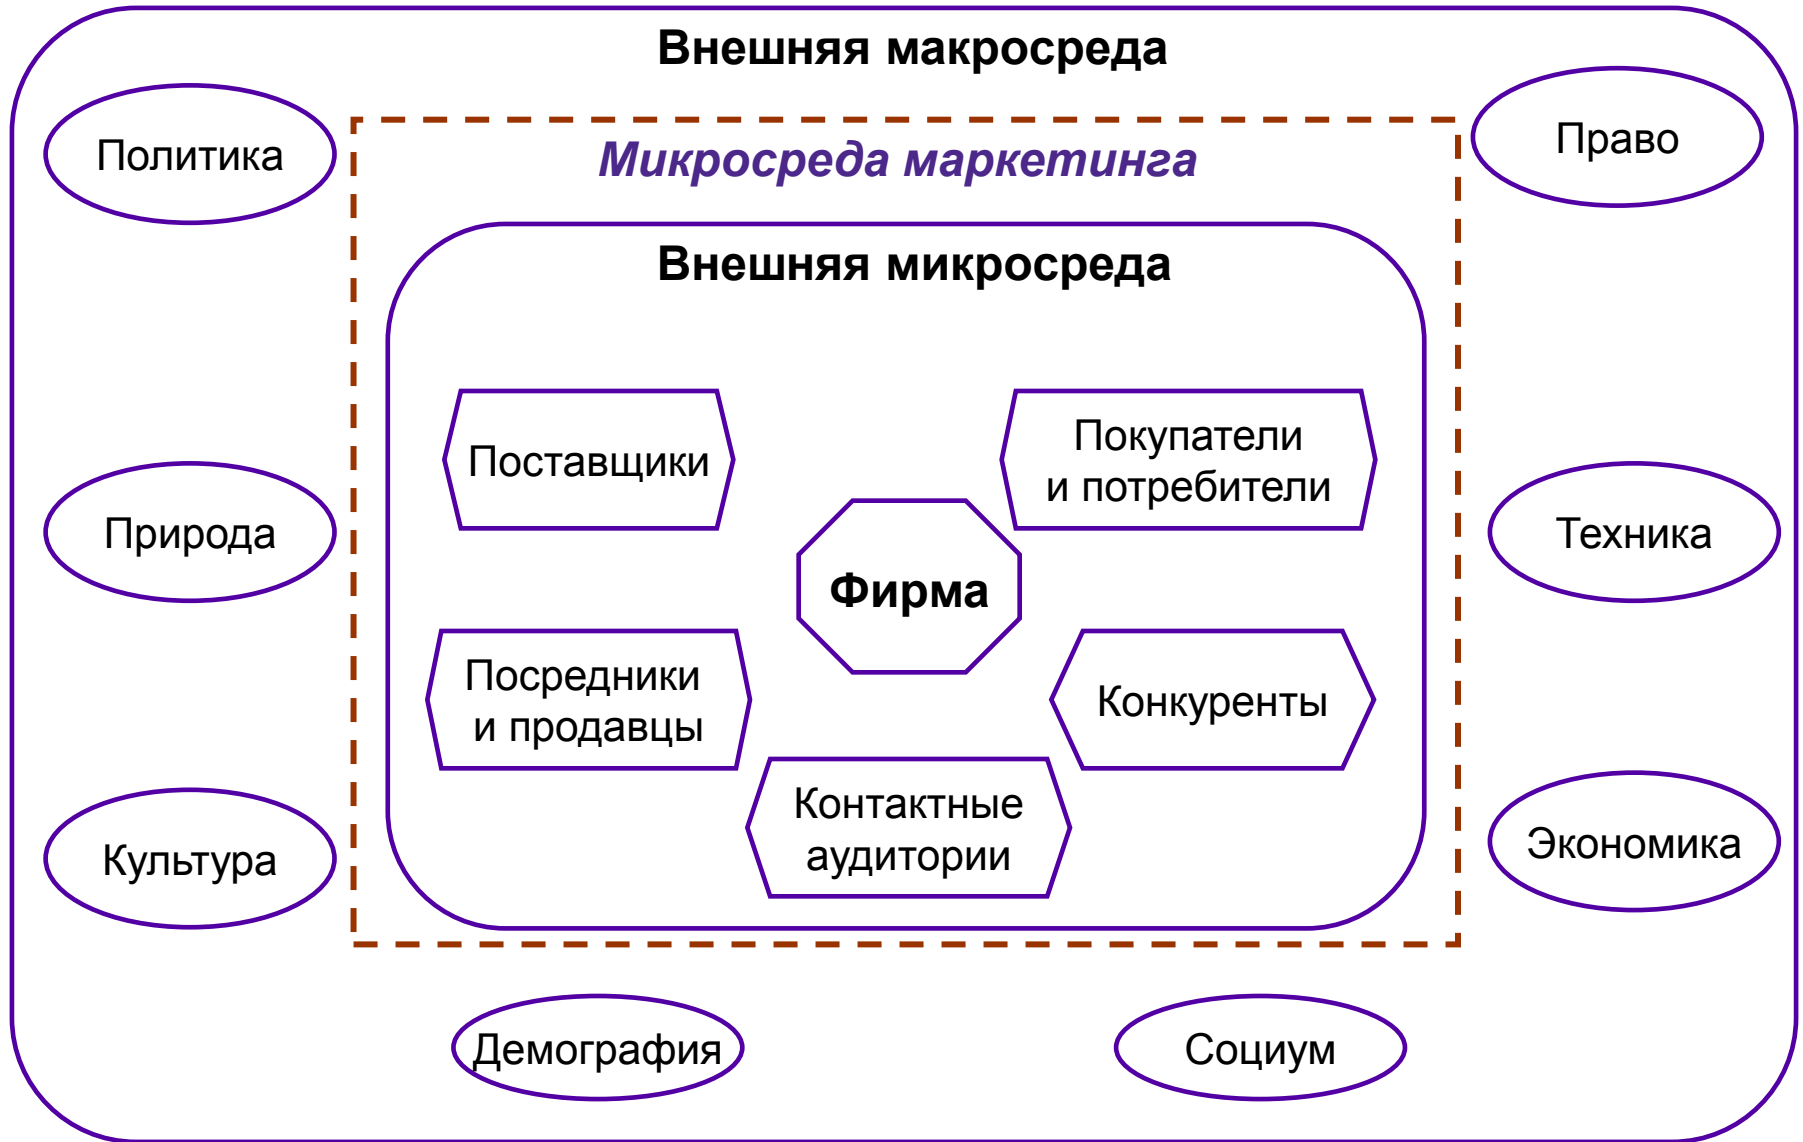 Внешняя макросреда
Политика
Право
Микросреда маркетинга
Внешняя микросреда
Поставщики
Покупатели
и потребители
Природа
Техника
Фирма
Посредники
и продавцы
Конкуренты
Контактные
аудитории
Культура
Экономика
Демография
Социум